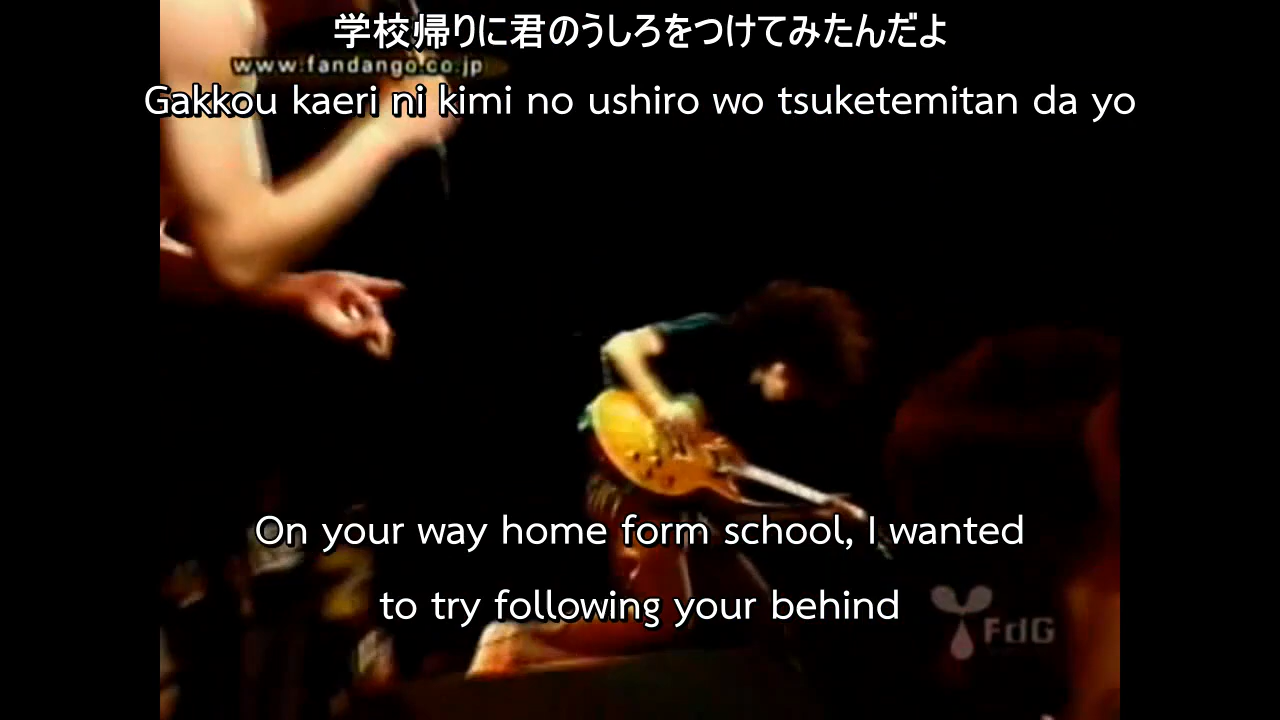 学校帰りに君のうしろをつけてみたんだよ
www.fandango.co.jp
Gakkou kaeri ni kimi no ushiro wo tsuketemitan da yo
On your way home form school, I wanted
to try following your behind
FdG